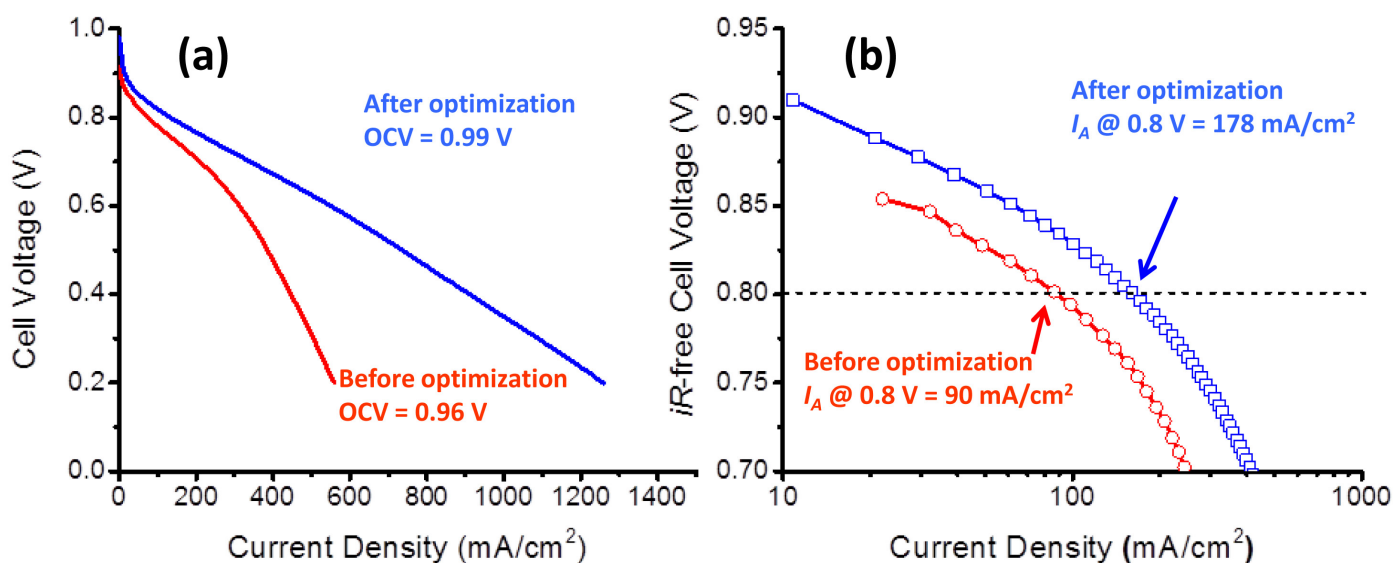 (a)
After optimization
OCV = 0.99 V
Before optimization
OCV = 0.96 V
Cell Voltage (V)
1.0
0.8
0.6
0.4
0.2
0.0
0 200 400 600 800 1000 1200 1400
Current Density (mA/cm²)
(b)
After optimization
I_A @ 0.8 V = 178 mA/cm²
Before optimization
I_A @ 0.8 V = 90 mA/cm²
iR-free Cell Voltage (V)
0.95
0.90
0.85
0.80
0.75
0.70
10 100 1000
Current Density (mA/cm²)